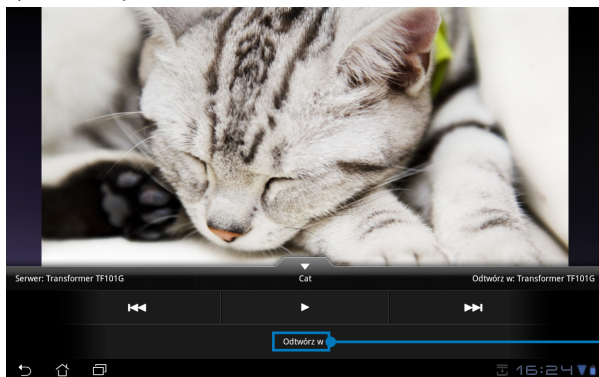 Serwer: Transformer TF101G
Cat
Odtwórz w: Transformer TF101G
Odtwórz w
16:24